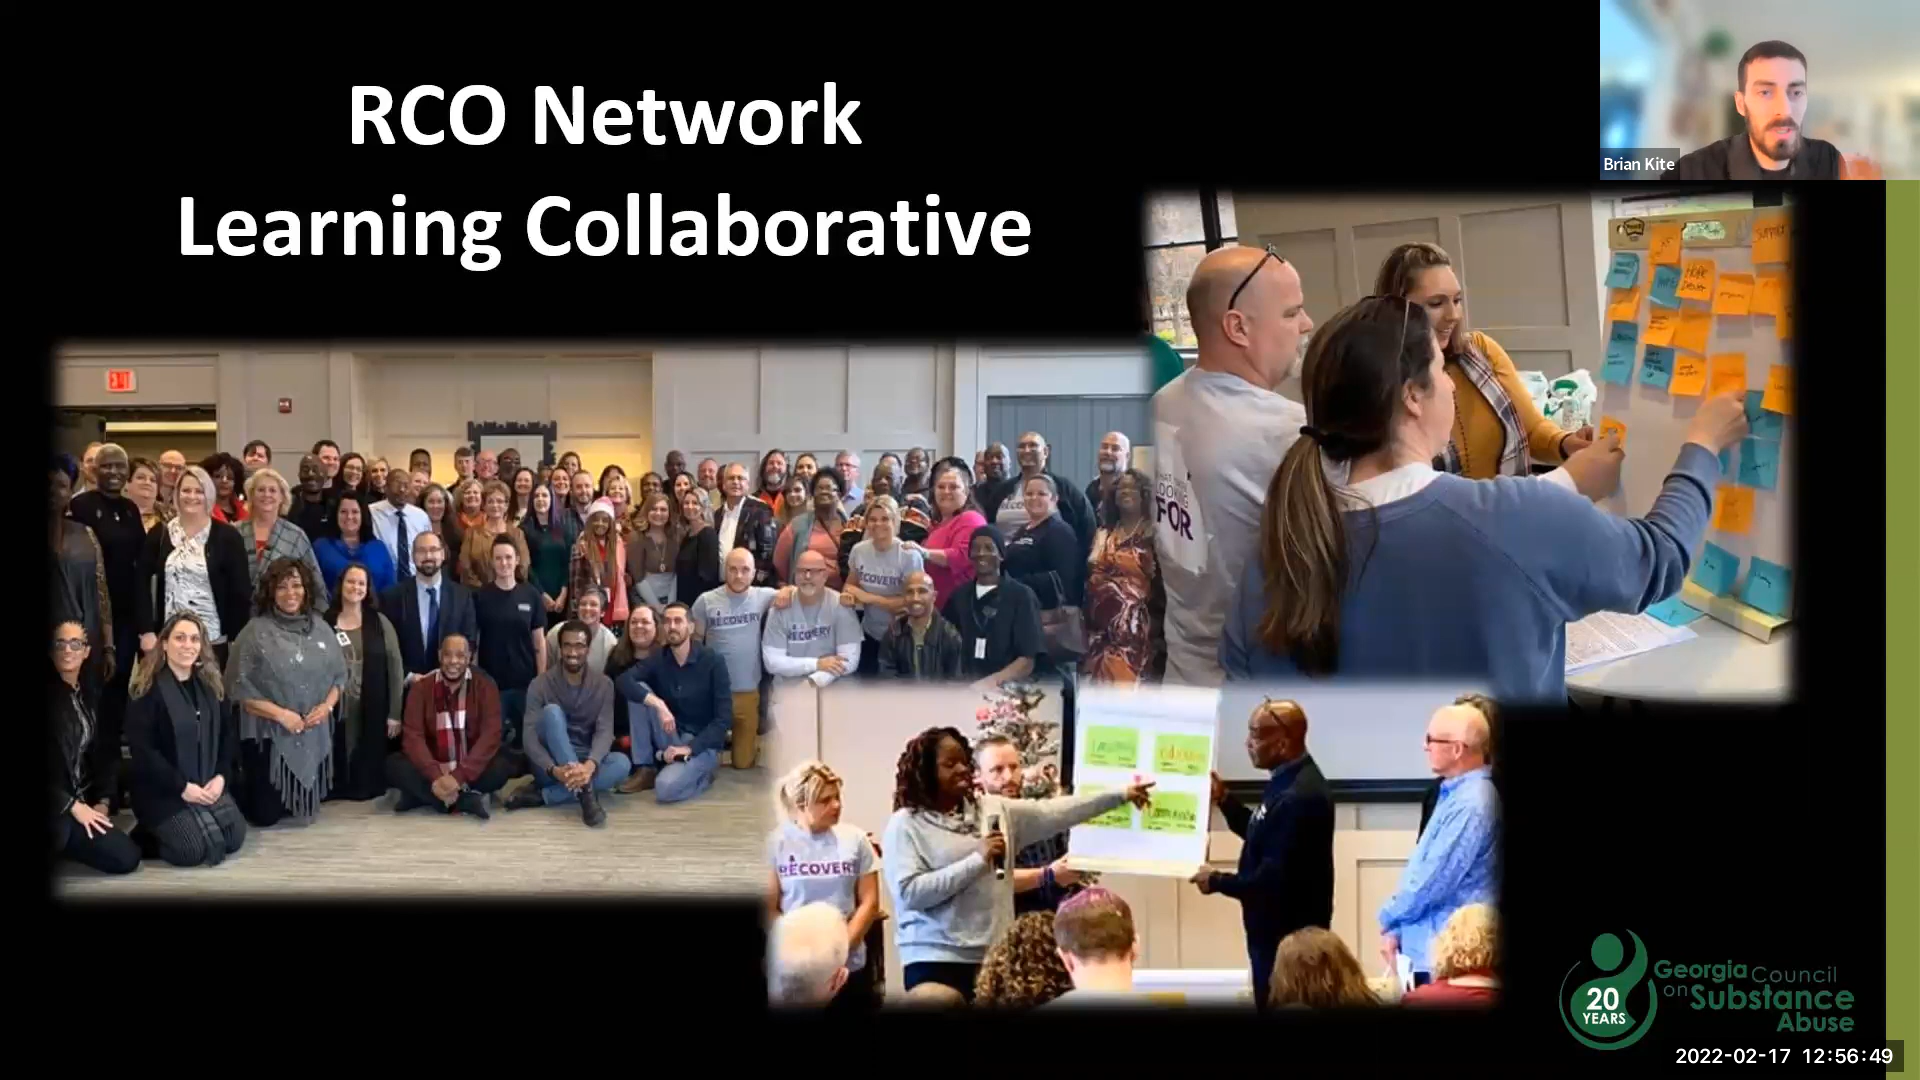 RCO Network
Learning Collaborative
Brian Kite
HOPE
FOR
RECOVERY
RECOVERY
RECOVERY
RECOVERY
20
YEARS
Georgia Council
on Substance
Abuse
2022-02-17 12:56:49